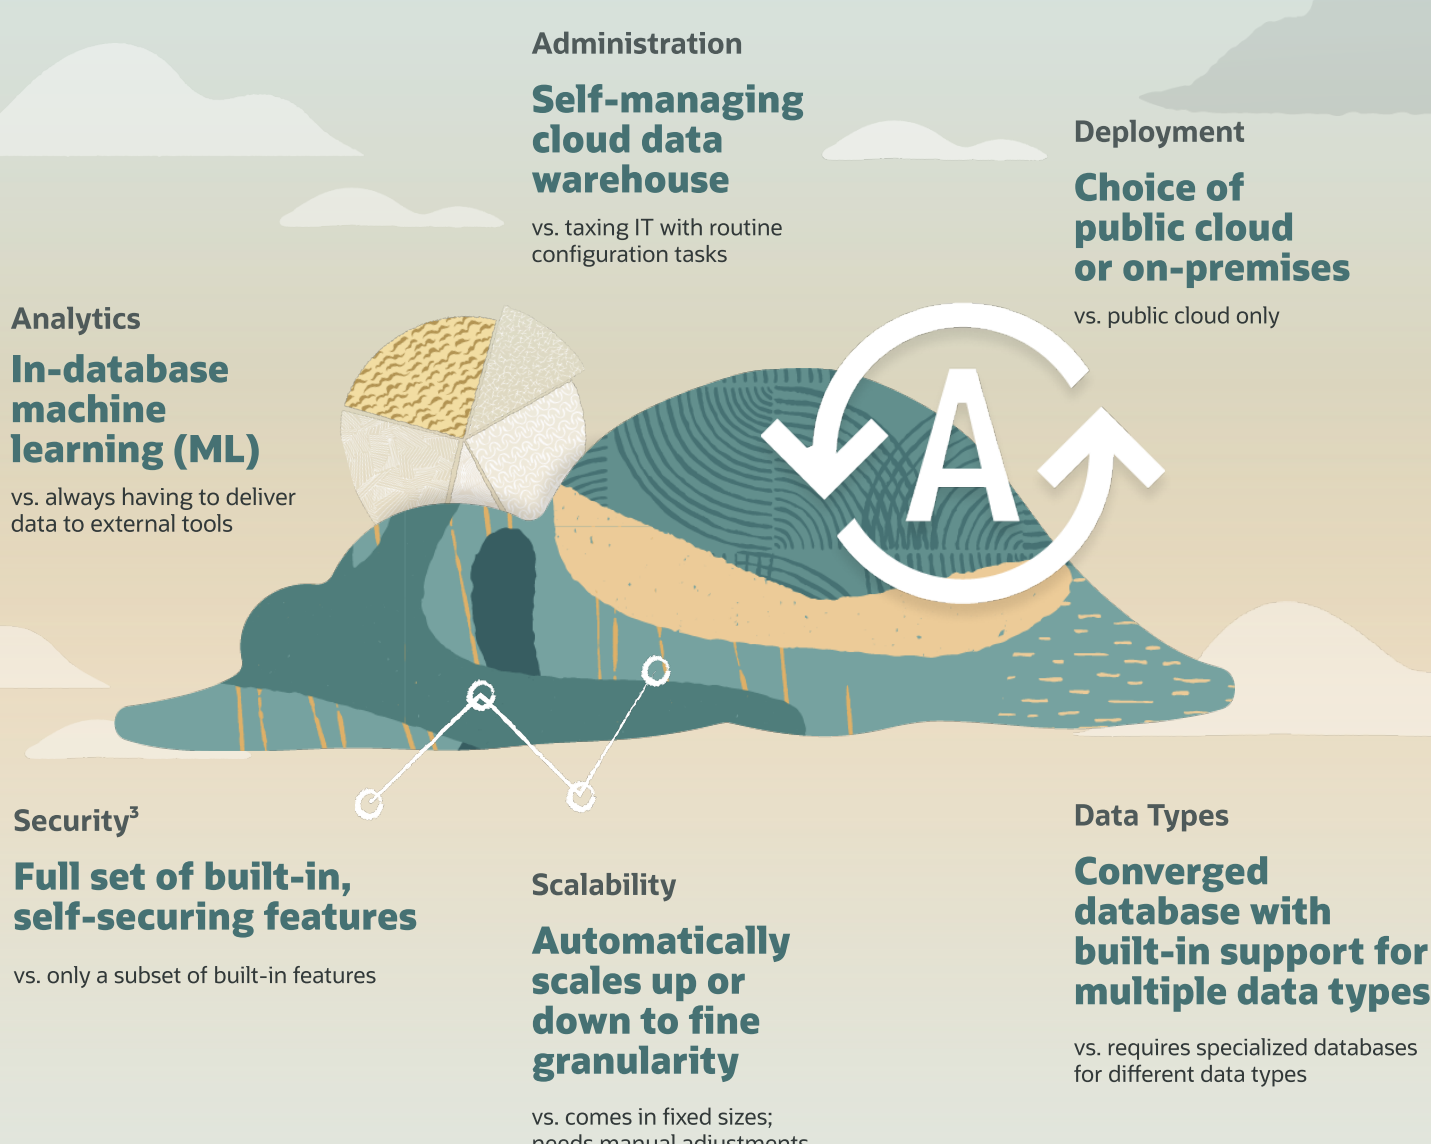 Administration
Self-managing
cloud data
warehouse
vs. taxing IT with routine
configuration tasks
Deployment
Choice of
public cloud
or on-premises
vs. public cloud only
Analytics
In-database
machine
learning (ML)
vs. always having to deliver
data to external tools
A
Security³
Full set of built-in,
self-securing features
vs. only a subset of built-in features
Scalability
Automatically
scales up or
down to fine
granularity
vs. comes in fixed sizes;
needs manual adjustments
Data Types
Converged
database with
built-in support for
multiple data types
vs. requires specialized databases
for different data types